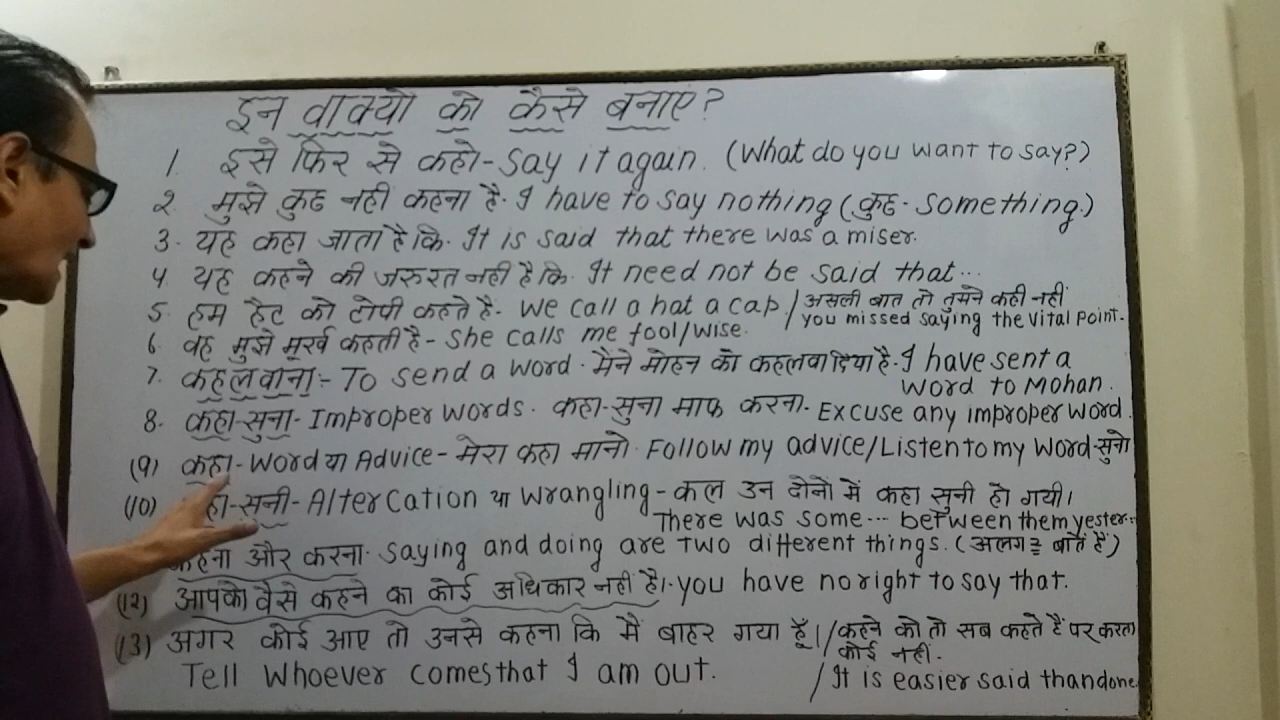 इन वाक्यो को कैसे बनाएं?
1. इसे फिर से कहो - Say it again. (What do you want to say?)
2. मुझे कुछ नही कहना है. I have to say nothing (कुछ - something.)
3. यह कहा जाता है कि. It is said that there was a miser.
4. यह कहने की जरुरत नही है कि. It need not be said that...
5. हम हैट को टोपी कहते है. We call a hat a cap / असली बात तो तुमने कही नही
you missed saying the vital point.
6. वह मुझे मूर्ख कहती है - She calls me fool/wise.
7. कहलवाना:- To send a word. मैने मोहन को कहलवा दिया है. I have sent a
word to Mohan.
8. कहा-सुना - Improper words. कहा-सुना माफ करना. Excuse any improper word.
(9) कहा - Word या Advice - मेरा कहा मानो. Follow my advice/Listen to my word - सुनो
(10) हा-सुनी - Altercation या Wrangling - कल उन दोनो में कहा सुनी हो गयी।
There was some... between them yester...
कहना और करना. Saying and doing are two different things. (अलग२ बातें हैं)
(12) आपको वैसे कहने का कोई अधिकार नही है।. you have no right to say that.
(13) अगर कोई आए तो उनसे कहना कि मैं बाहर गया हूँ। / कहने को तो सब कहते हैं पर करता
कोई नहीं.
Tell whoever comes that I am out. / It is easier said than done.